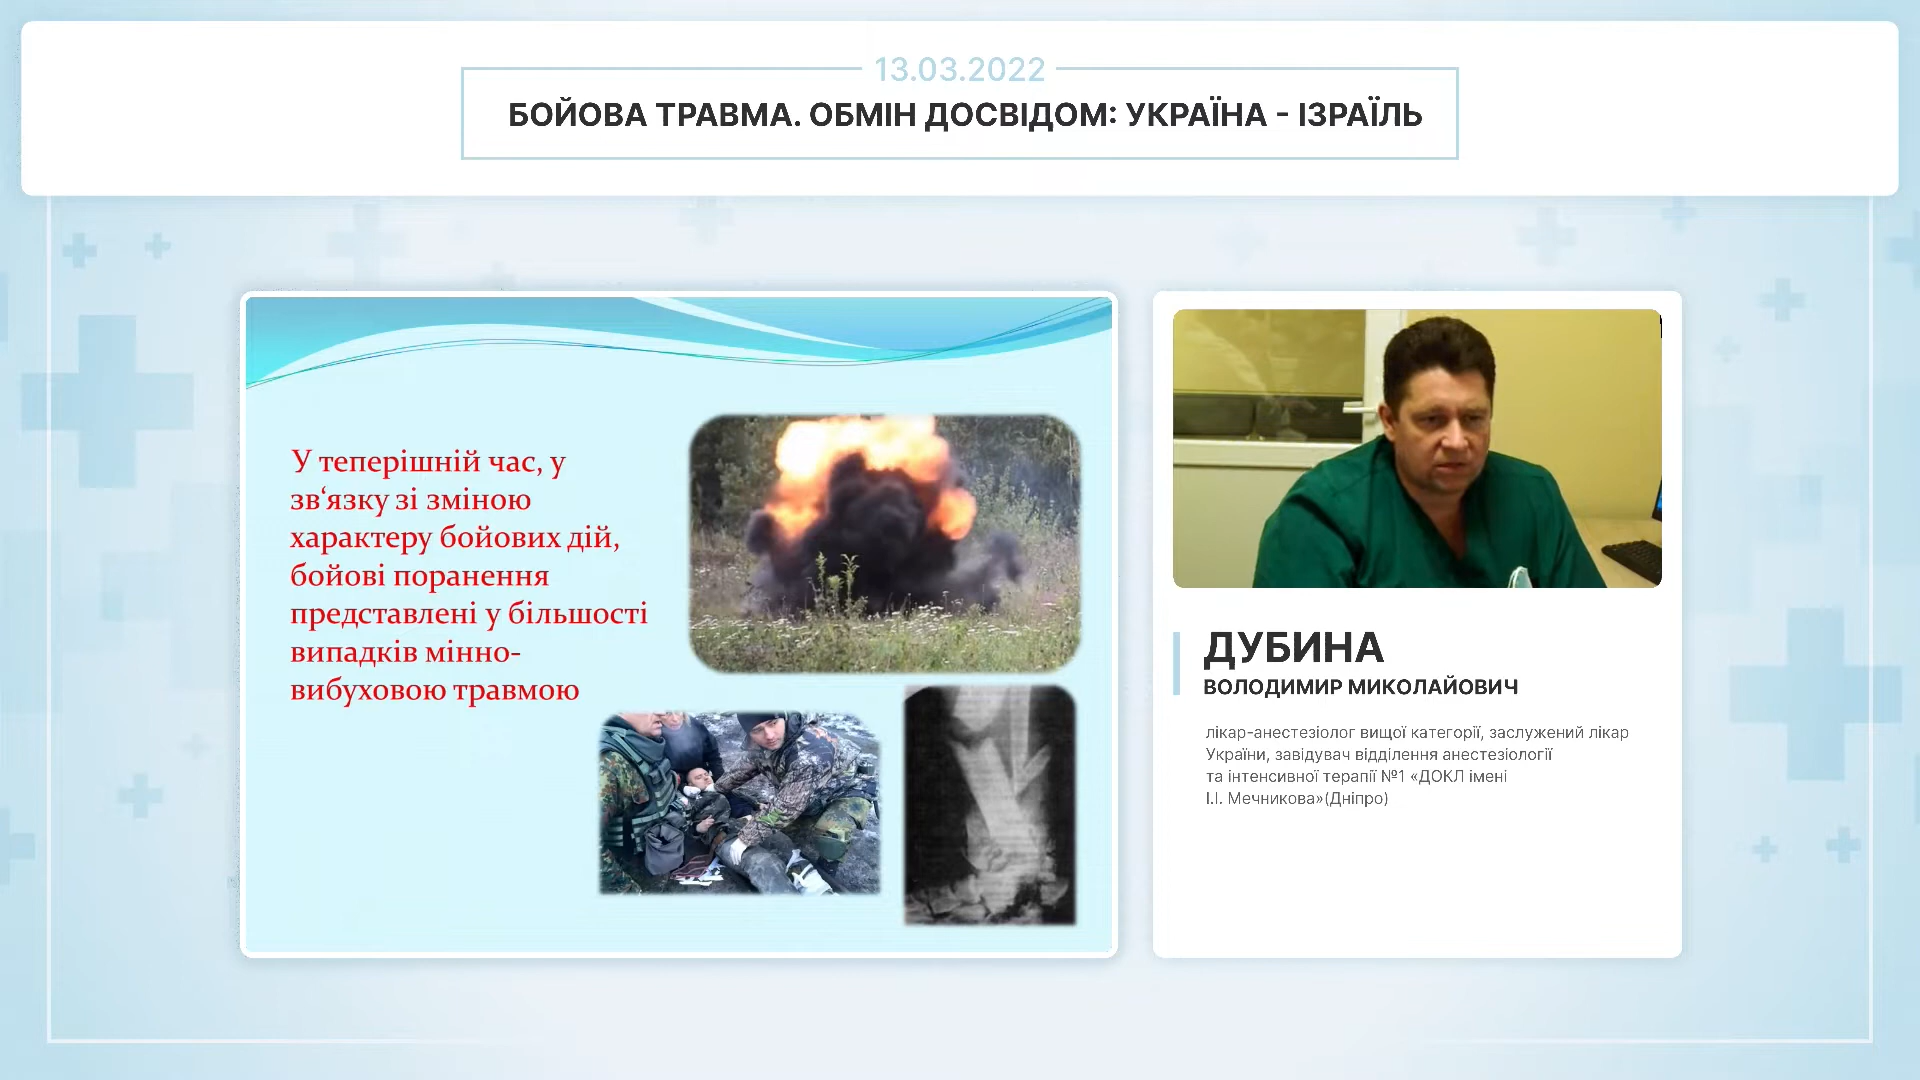 13.03.2022
БОЙОВА ТРАВМА. ОБМІН ДОСВІДОМ: УКРАЇНА - ІЗРАЇЛЬ
У теперішній час, у
зв‘язку зі зміною
характеру бойових дій,
бойові поранення
представлені у більшості
випадків мінно-
вибуховою травмою
ДУБИНА
ВОЛОДИМИР МИКОЛАЙОВИЧ
лікар-анестезіолог вищої категорії, заслужений лікар
України, завідувач відділення анестезіології
та інтенсивної терапії №1 «ДОКЛ імені
І.І. Мечникова»(Дніпро)